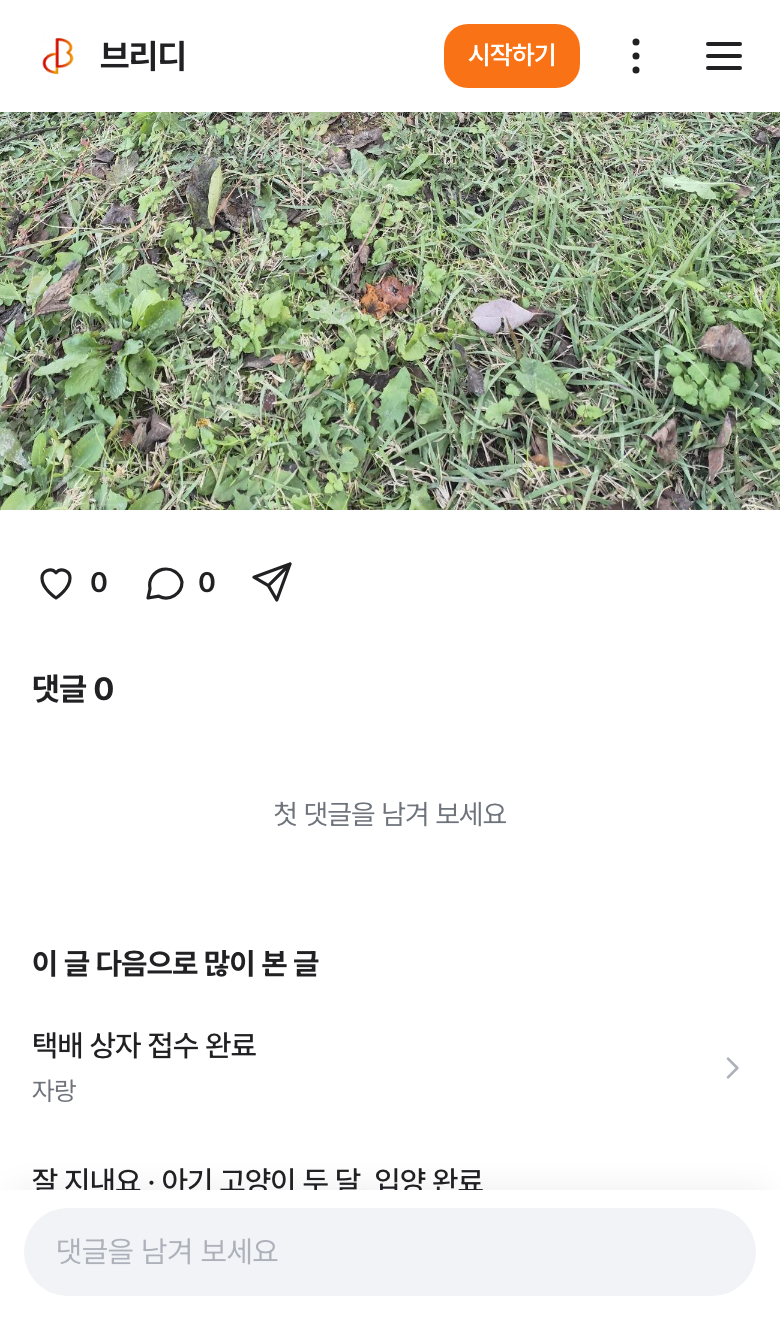 브리디
시작하기
0
0
댓글 0
첫 댓글을 남겨 보세요
이 글 다음으로 많이 본 글
택배 상자 접수 완료
자랑
잘 지내요 · 아기 고양이 두 달 입양 완료
댓글을 남겨 보세요